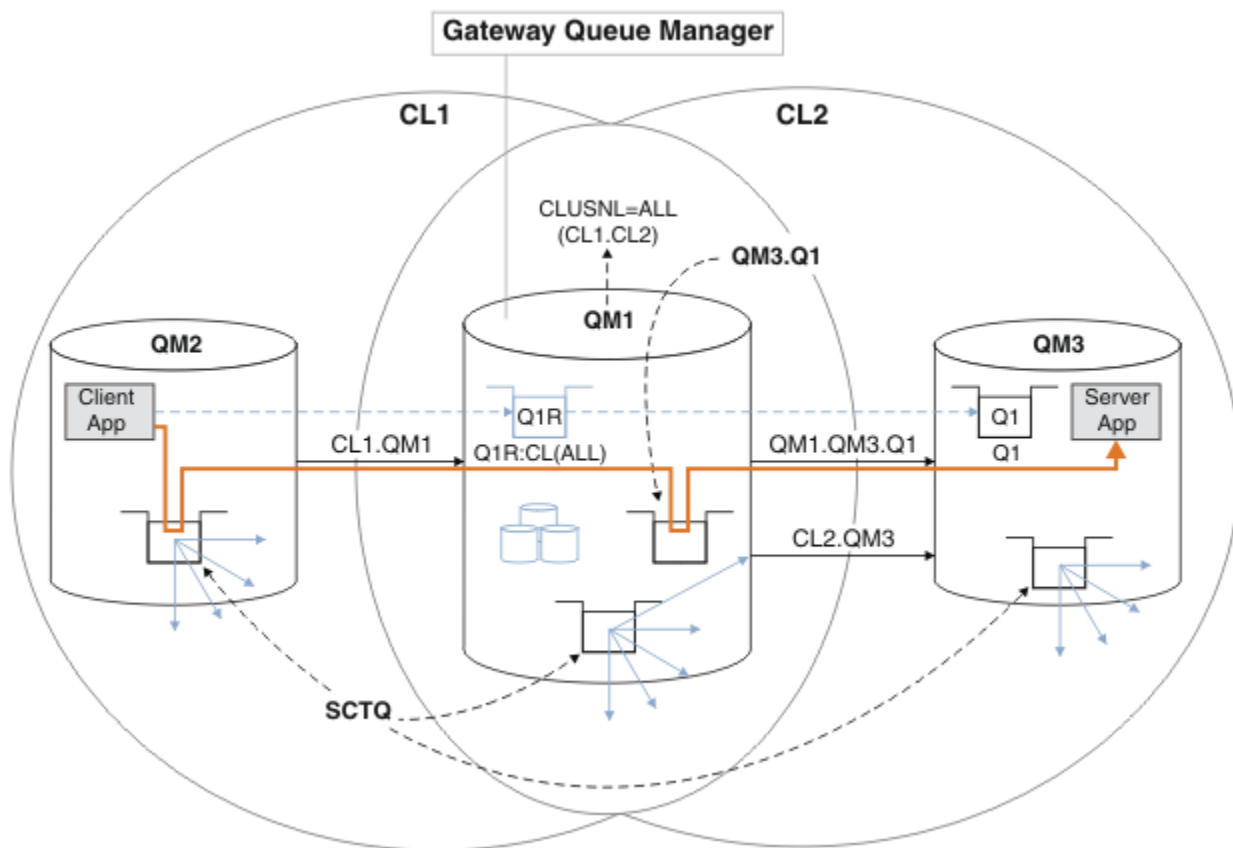 Gateway Queue Manager
CL1
CL2
CLUSNL=ALL
(CL1.CL2)
QM3.Q1
QM2
QM1
QM3
Client
App
Q1R
Q1
Server
App
CL1.QM1
Q1R:CL(ALL)
QM1.QM3.Q1
Q1
CL2.QM3
SCTQ